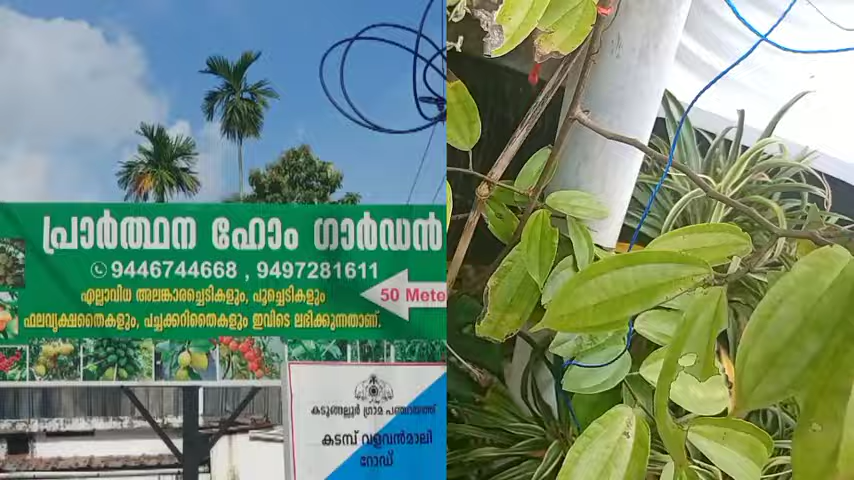 പ്രാർത്ഥന ഹോം ഗാർഡൻ
9446744668 , 9497281611
എല്ലാവിധ അലങ്കാരച്ചെടികളും, പൂച്ചെടികളും
50 Mete
ഫലവൃക്ഷതൈകളും, പച്ചക്കറിതൈകളും ഇവിടെ ലഭിക്കുന്നതാണ്.
കടുങ്ങല്ലൂർ ഗ്രാമ പഞ്ചായത്ത്
കടമ്പ് വളവൻമാലി
റോഡ്